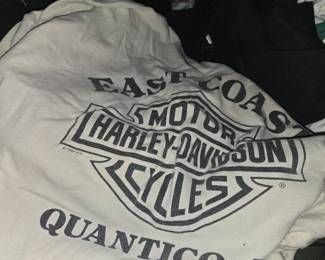 EAST COAS
MOTOR
HARLEY-DAVIDSON
CYCLES
®
QUANTICO